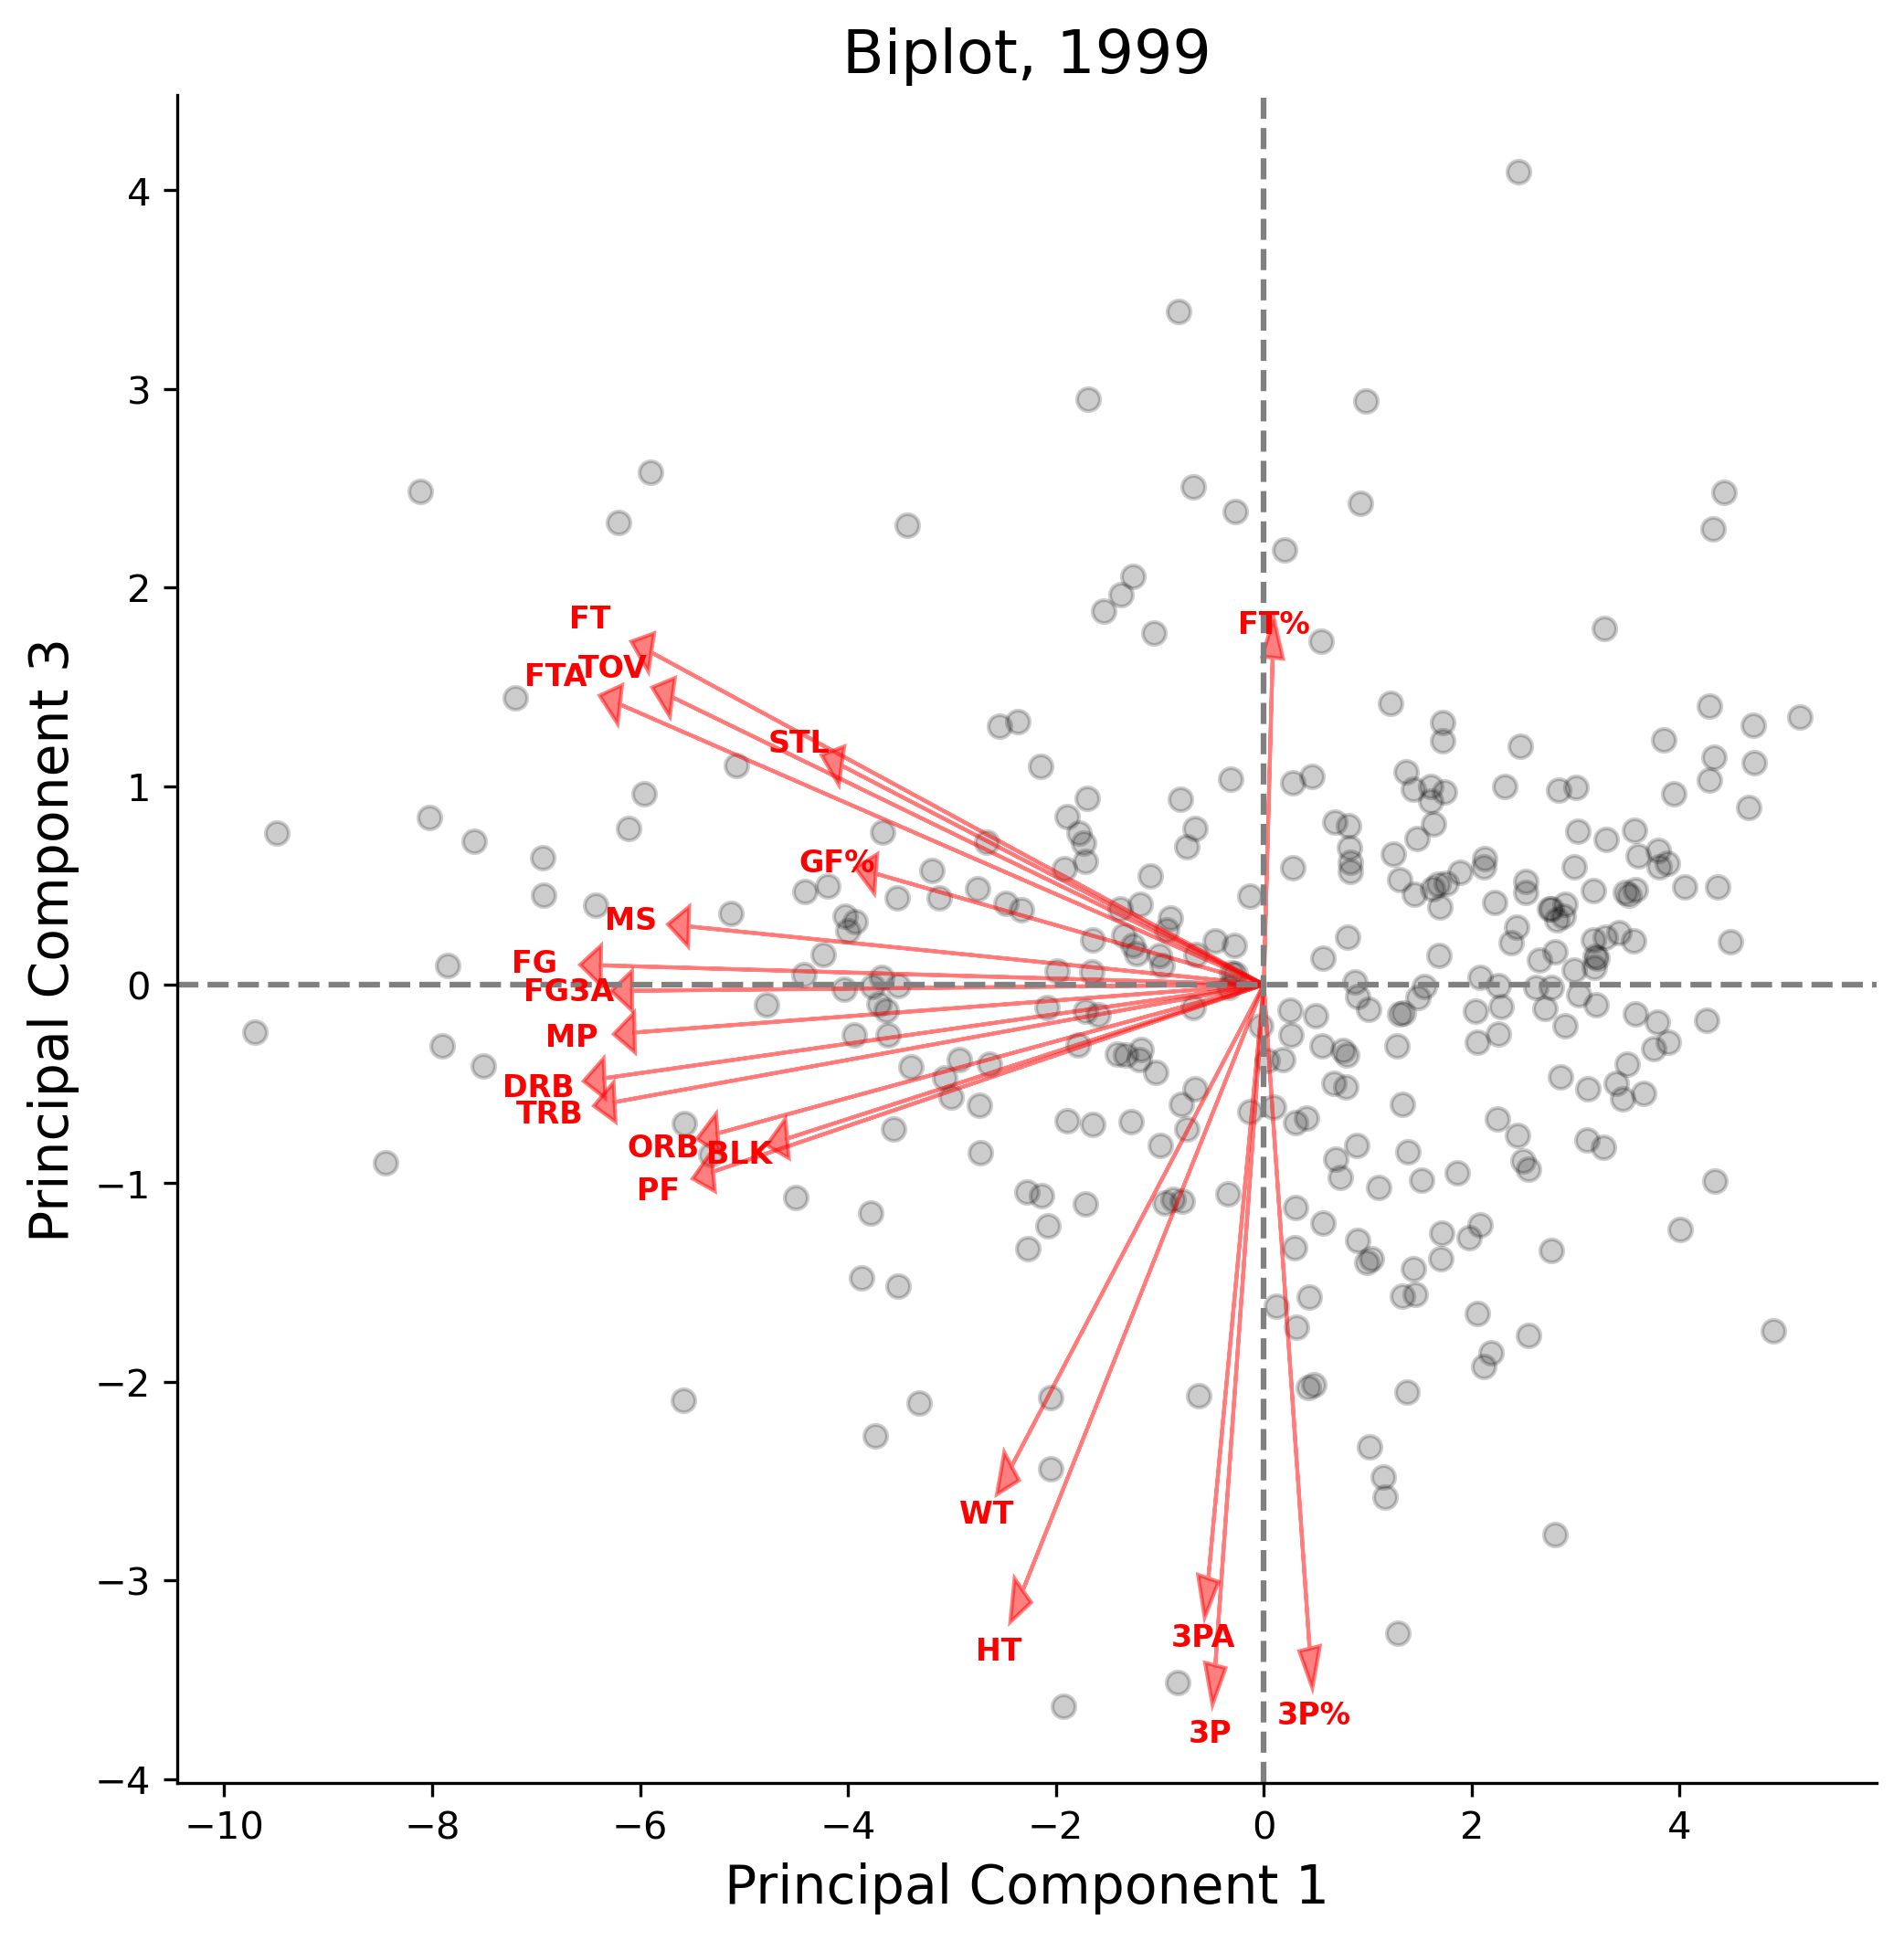 Biplot, 1999
Principal Component 3
4
3
2
1
0
−1
−2
−3
−4
FT
FT%
FTA
TOV
STL
GF%
MS
FG
FG3A
MP
DRB
TRB
ORB
BLK
PF
WT
HT
3PA
3P%
3P
−10
−8
−6
−4
−2
0
2
4
Principal Component 1